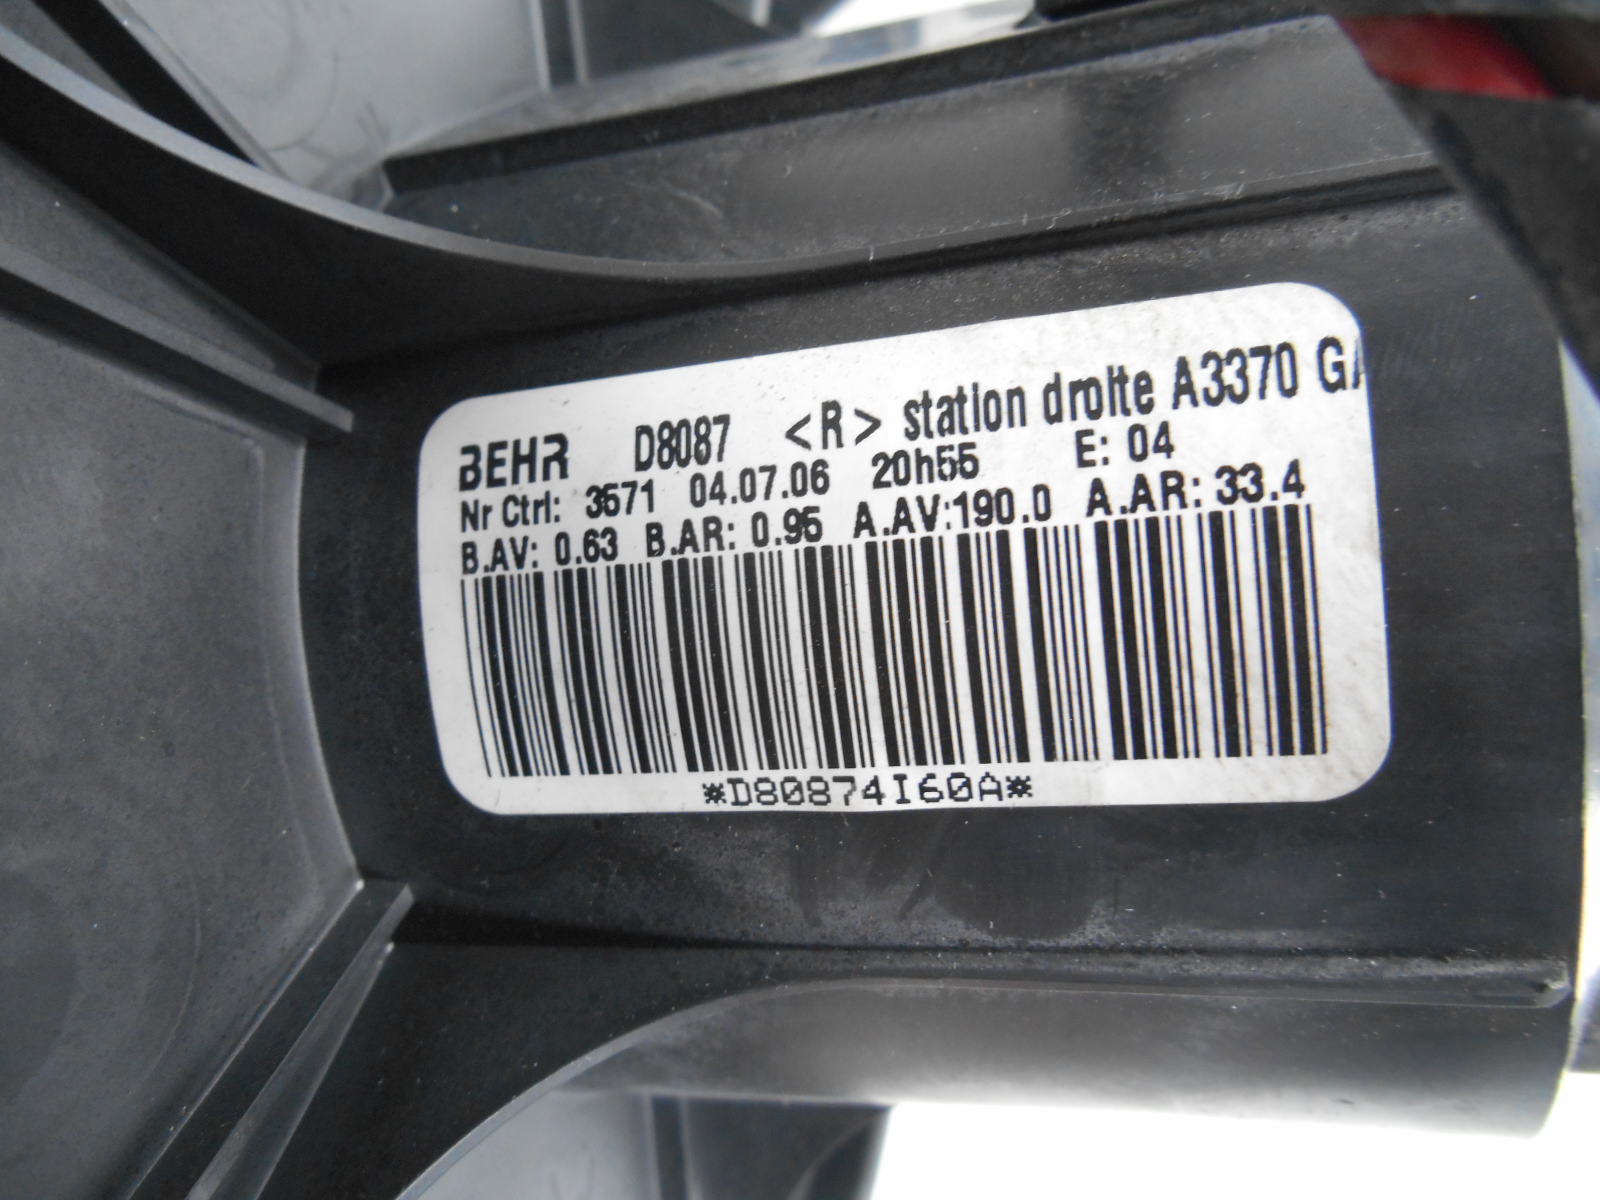 BEHR D8087 <R> station droite A3370 GA
Nr Ctrl: 3571 04.07.06 20h55 E: 04
B.AV: 0.63 B.AR: 0.95 A.AV:190.0 A.AR: 33.4
*D80874I60A*